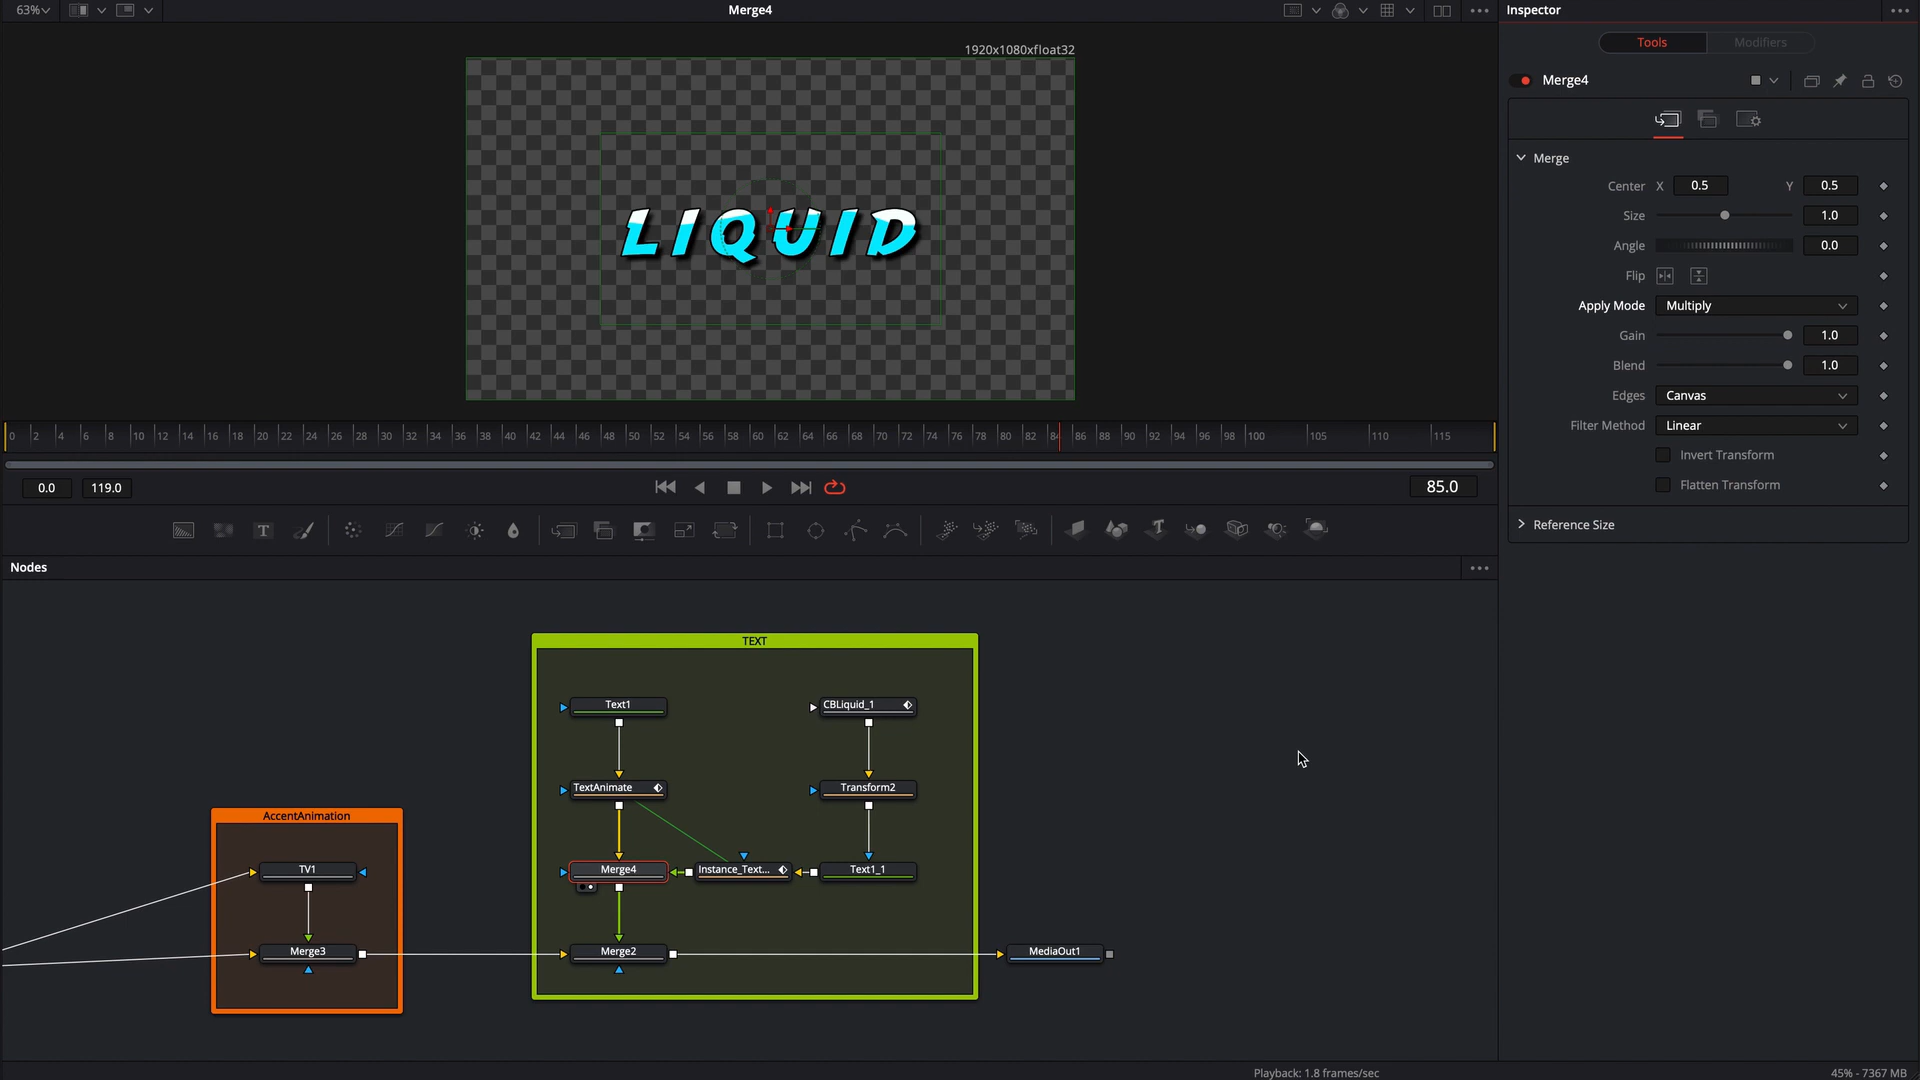 63%
Merge4
Inspector
1920x1080xfloat32
Tools
Modifiers
Merge4
Merge
Center X 0.5 Y 0.5
Size 1.0
Angle 0.0
Flip
Apply Mode Multiply
Gain 1.0
Blend 1.0
Edges Canvas
Filter Method Linear
Invert Transform
Flatten Transform
Reference Size
LIQUID
0 2 4 6 8 10 12 14 16 18 20 22 24 26 28 30 32 34 36 38 40 42 44 46 48 50 52 54 56 58 60 62 64 66 68 70 72 74 76 78 80 82 84 86 88 90 92 94 96 98 100 105 110 115
0.0 119.0 85.0
T
Nodes
TEXT
Text1
CBLiquid_1
TextAnimate
Transform2
AccentAnimation
TV1
Merge4
Instance_Text...
Text1_1
Merge3
Merge2
MediaOut1
Playback: 1.8 frames/sec
45% - 7367 MB